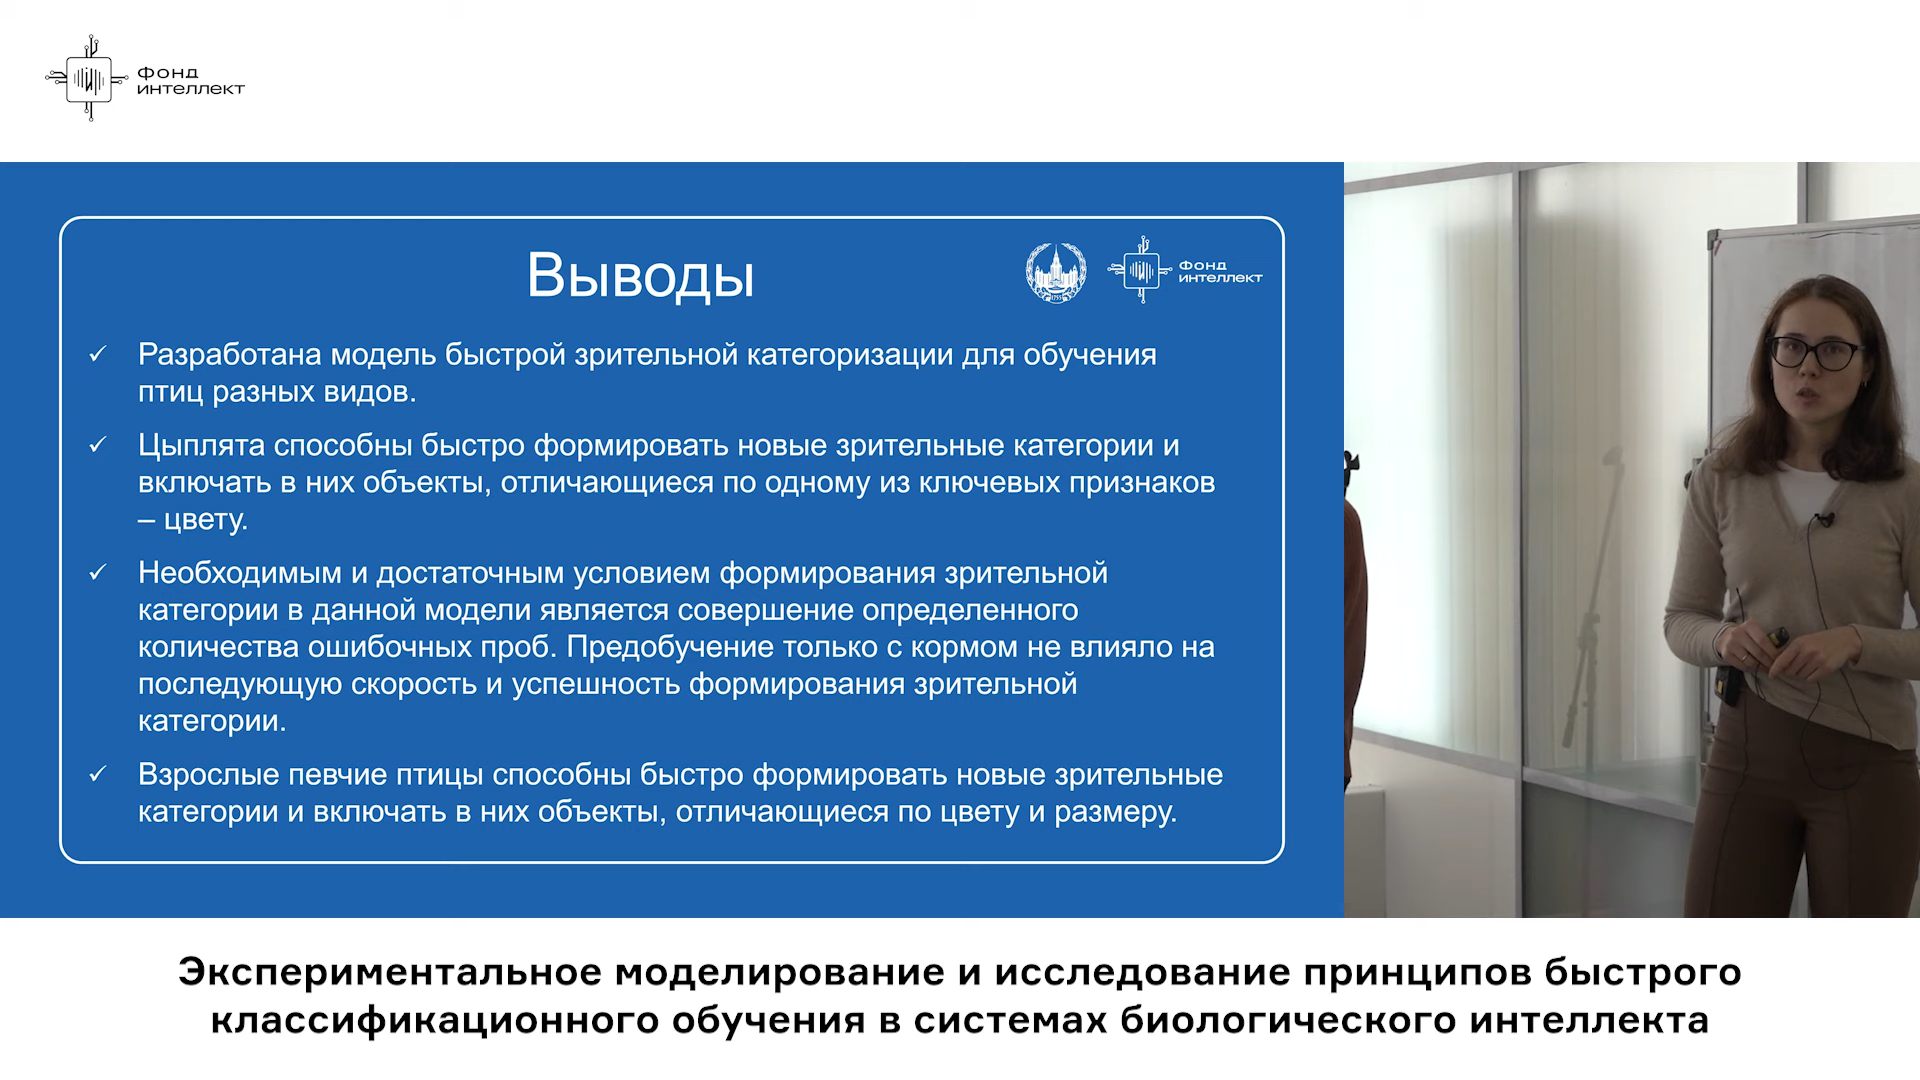 Фонд
интеллект
Выводы
Фонд
интеллект
1755
✓ Разработана модель быстрой зрительной категоризации для обучения
птиц разных видов.
✓ Цыплята способны быстро формировать новые зрительные категории и
включать в них объекты, отличающиеся по одному из ключевых признаков
– цвету.
✓ Необходимым и достаточным условием формирования зрительной
категории в данной модели является совершение определенного
количества ошибочных проб. Предобучение только с кормом не влияло на
последующую скорость и успешность формирования зрительной
категории.
✓ Взрослые певчие птицы способны быстро формировать новые зрительные
категории и включать в них объекты, отличающиеся по цвету и размеру.
Экспериментальное моделирование и исследование принципов быстрого
классификационного обучения в системах биологического интеллекта